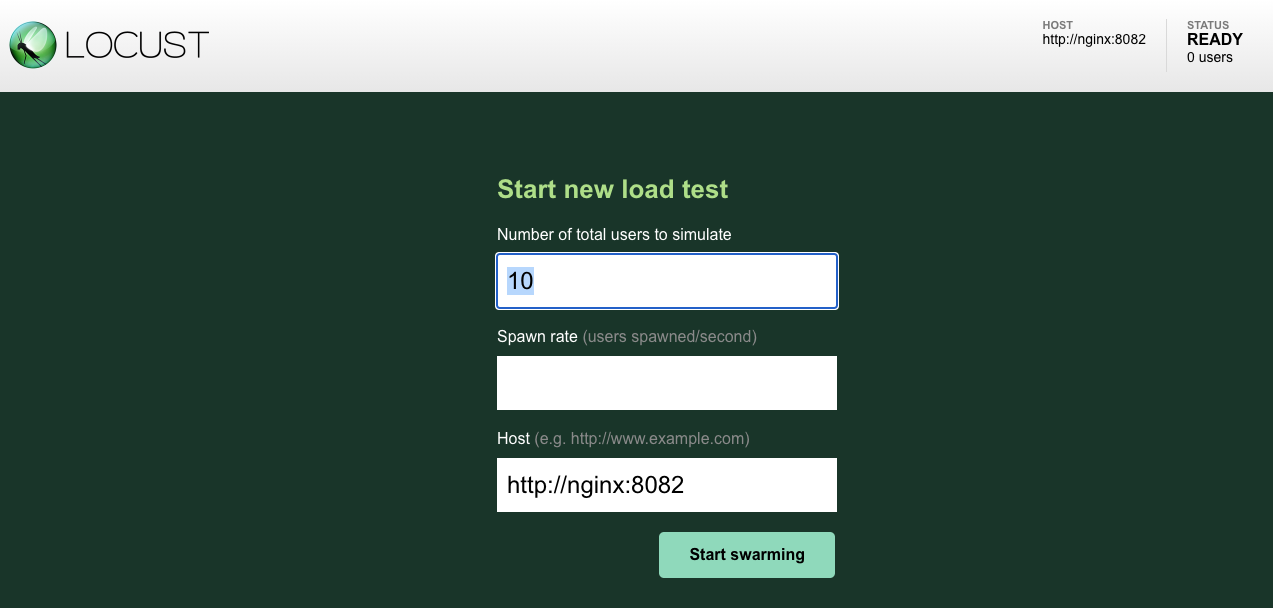 LOCUST
HOST
http://nginx:8082
STATUS
READY
0 users
Start new load test
Number of total users to simulate
10
Spawn rate (users spawned/second)
Host (e.g. http://www.example.com)
http://nginx:8082
Start swarming